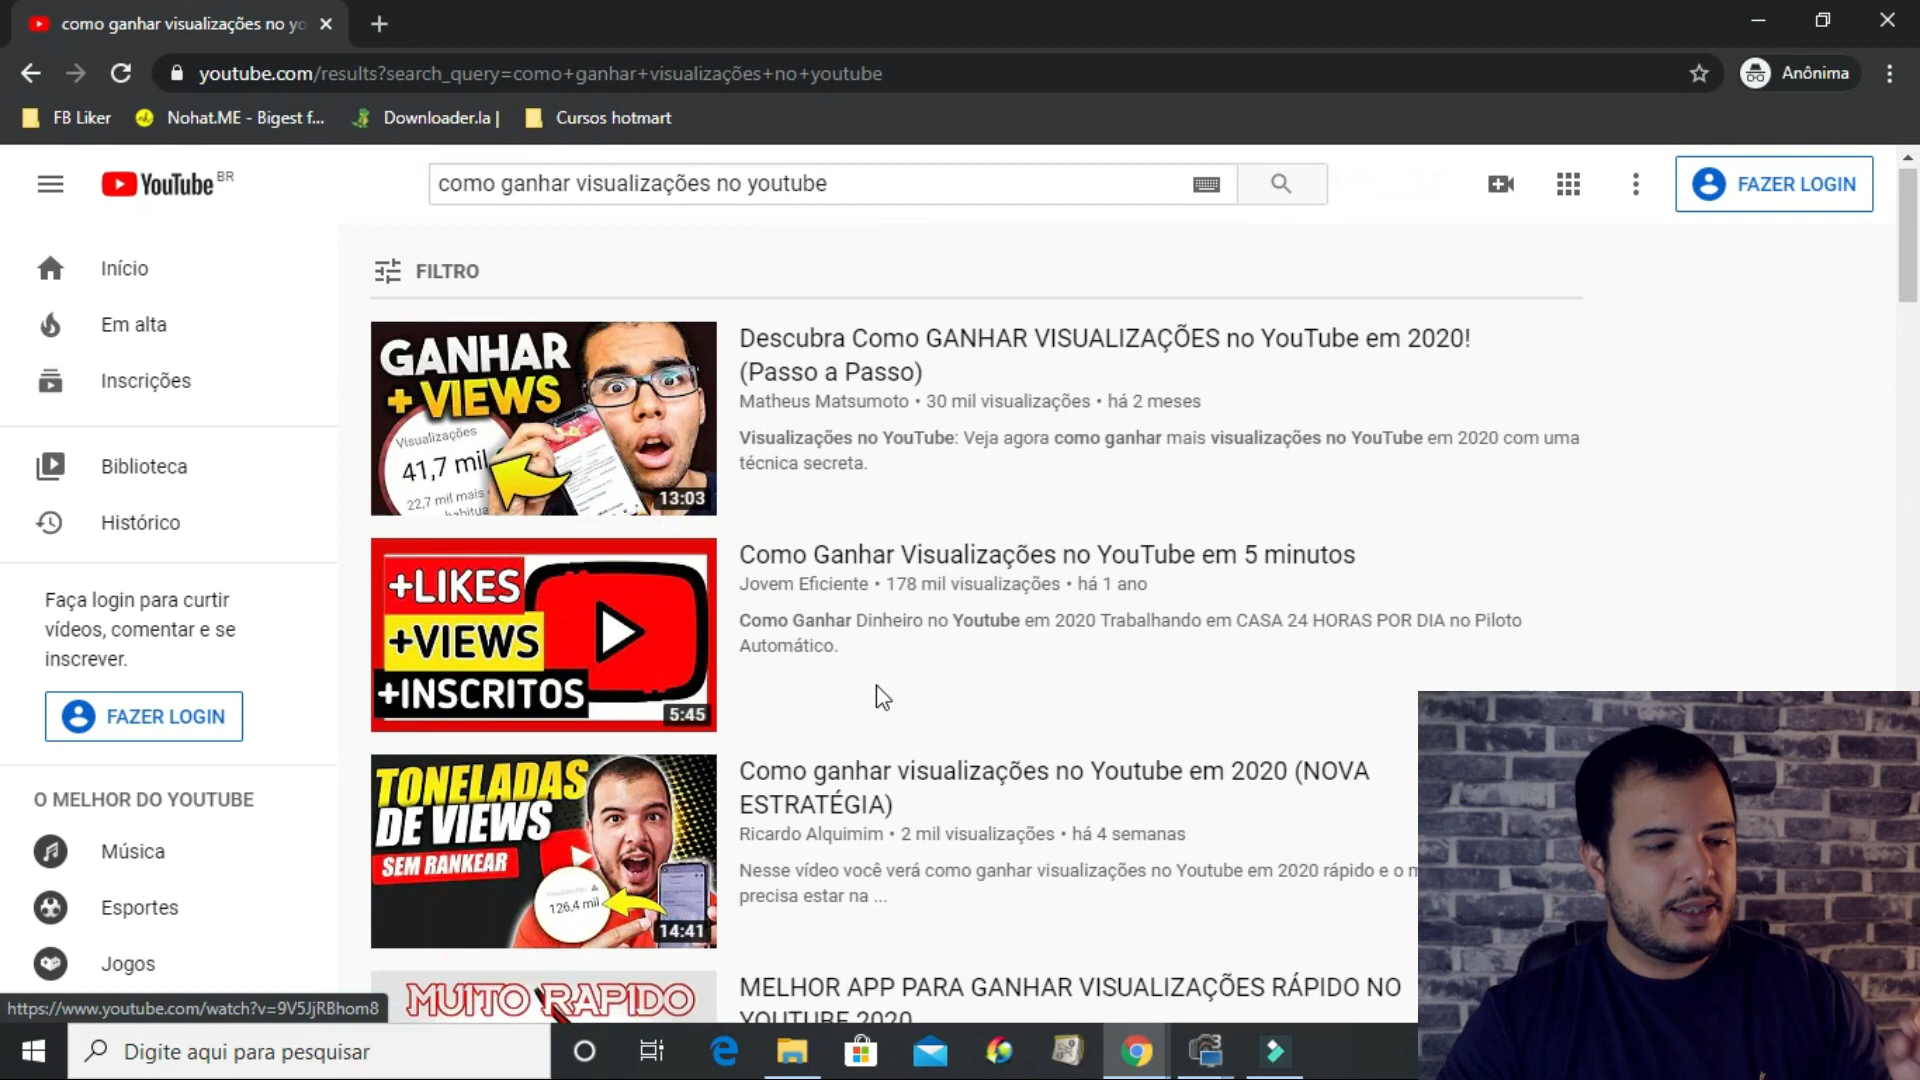 como ganhar visualizações no yo
youtube.com/results?search_query=como+ganhar+visualizações+no+youtube
Anônima
FB Liker
Nohat.ME - Bigest f...
Downloader.la |
Cursos hotmart
YouTube BR
como ganhar visualizações no youtube
FAZER LOGIN
Início
Em alta
Inscrições
Biblioteca
Histórico
Faça login para curtir
vídeos, comentar e se
inscrever.
FAZER LOGIN
O MELHOR DO YOUTUBE
Música
Esportes
Jogos
FILTRO
GANHAR
+ VIEWS
Visualizações
41,7 mil
22,7 mil mais
habitua
13:03
Descubra Como GANHAR VISUALIZAÇÕES no YouTube em 2020!
(Passo a Passo)
Matheus Matsumoto • 30 mil visualizações • há 2 meses
Visualizações no YouTube: Veja agora como ganhar mais visualizações no YouTube em 2020 com uma
técnica secreta.
+LIKES
+VIEWS
+INSCRITOS
5:45
Como Ganhar Visualizações no YouTube em 5 minutos
Jovem Eficiente • 178 mil visualizações • há 1 ano
Como Ganhar Dinheiro no Youtube em 2020 Trabalhando em CASA 24 HORAS POR DIA no Piloto
Automático.
TONELADAS
DE VIEWS
SEM RANKEAR
126,4 mil
14:41
Como ganhar visualizações no Youtube em 2020 (NOVA
ESTRATÉGIA)
Ricardo Alquimim • 2 mil visualizações • há 4 semanas
Nesse vídeo você verá como ganhar visualizações no Youtube em 2020 rápido e o m
precisa estar na ...
MUITO RAPIDO
MELHOR APP PARA GANHAR VISUALIZAÇÕES RÁPIDO NO
YOUTUBE 2020
https://www.youtube.com/watch?v=9V5JjRBhom8
Digite aqui para pesquisar